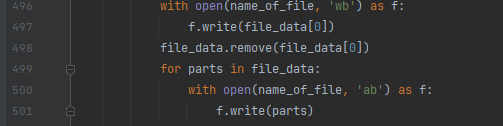 496 with open(name_of_file, 'wb') as f:
497 f.write(file_data[0])
498 file_data.remove(file_data[0])
499 for parts in file_data:
500 with open(name_of_file, 'ab') as f:
501 f.write(parts)